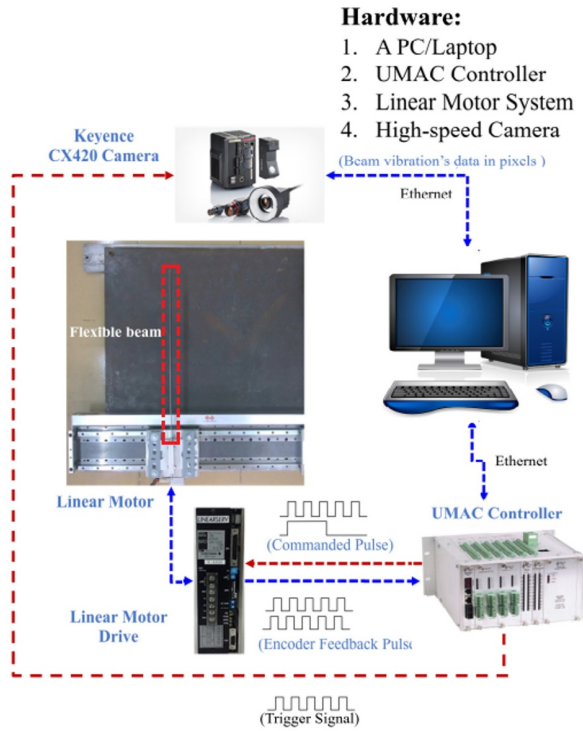 Hardware:
1. A PC/Laptop
2. UMAC Controller
3. Linear Motor System
4. High-speed Camera
Keyence
CX420 Camera
(Beam vibration's data in pixels )
Ethernet
Flexible beam
Ethernet
Linear Motor
UMAC Controller
LINEARSERV
(Commanded Pulse)
Linear Motor
Drive
(Encoder Feedback Pulse
(Trigger Signal)